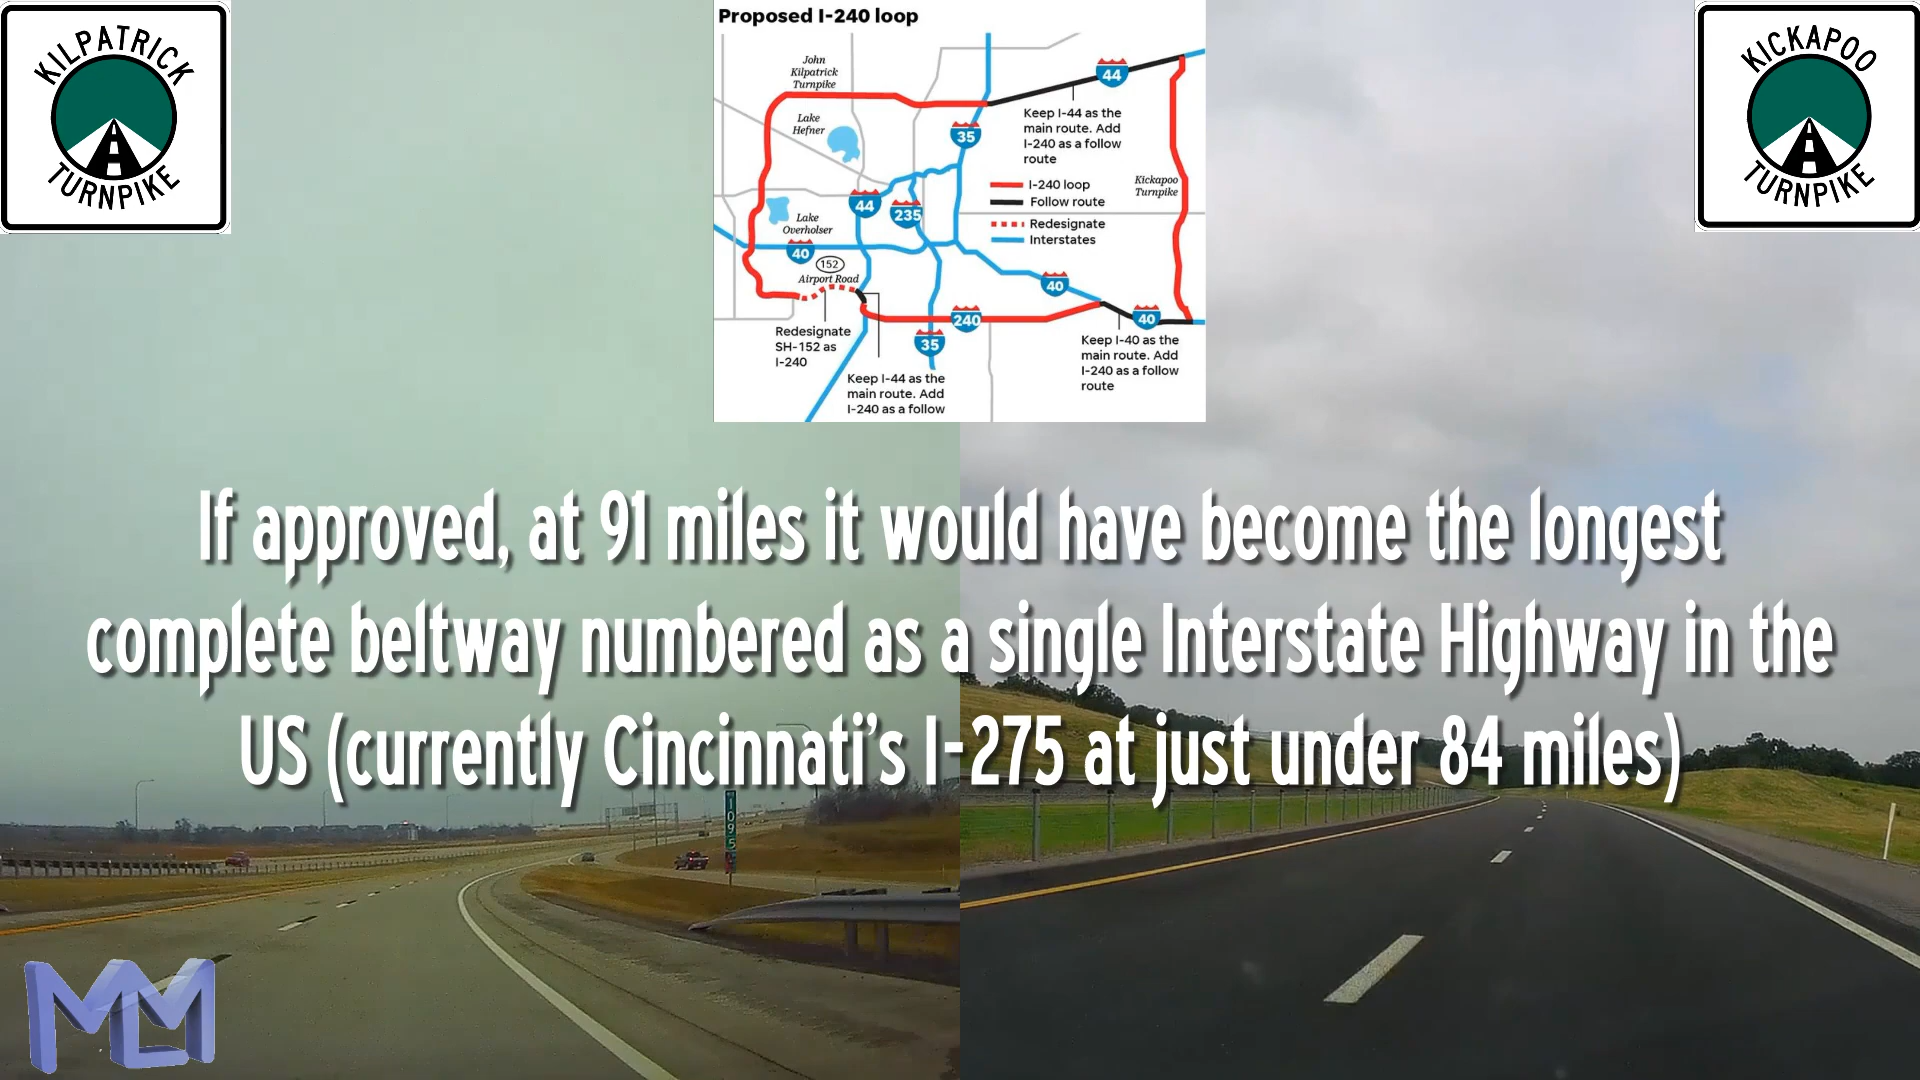 KILPATRICK
TURNPIKE
Proposed I-240 loop
John
Kilpatrick
Turnpike
44
Lake
Hefner
35
Keep I-44 as the
main route. Add
I-240 as a follow
route
Kickapoo
Turnpike
I-240 loop
Follow route
Redesignate
Interstates
44
235
Lake
Overholser
40
152
Airport Road
40
240
40
35
Redesignate
SH-152 as
I-240
Keep I-44 as the
main route. Add
I-240 as a follow
Keep I-40 as the
main route. Add
I-240 as a follow
route
KICKAPOO
TURNPIKE
If approved, at 91 miles it would have become the longest
complete beltway numbered as a single Interstate Highway in the
US (currently Cincinnati's I-275 at just under 84 miles)
109
5
MLM